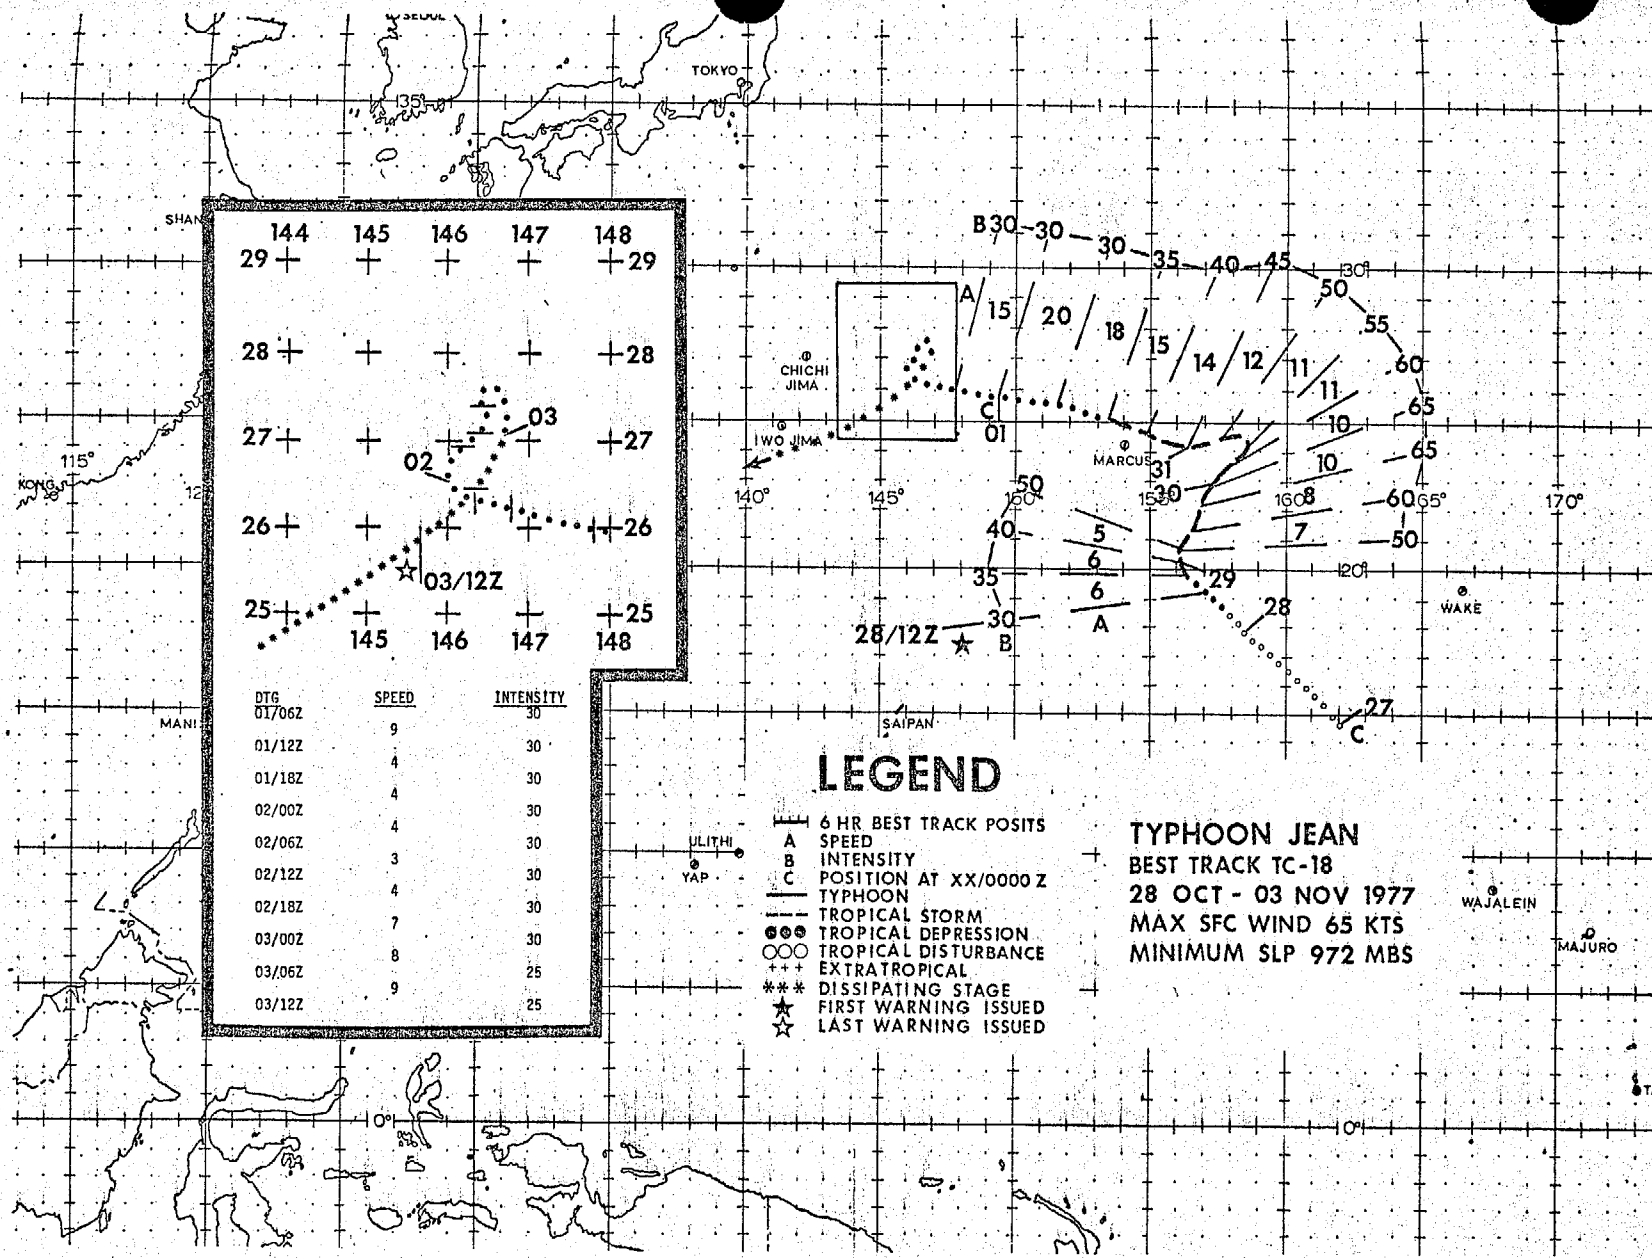 SEOUL
TOKYO
35°
SHAN
144 145 146 147 148
29 29
28 28
27 27
26 26
25 25
145 146 147 148
03
02
03/12Z
115°
KONG
12
MANI
DTG SPEED INTENSITY
01/06Z 30
9
01/12Z 30
4
01/18Z 30
4
02/00Z 30
4
02/06Z 30
3
02/12Z 30
4
02/18Z 30
7
03/00Z 30
8
03/06Z 25
9
03/12Z 25
B 30 30 30 35 40 45 50 55 60 65 65 60 50
30°
A 15 20 18 15 14 12 11 11 10 10 8 7
CHICHI
JIMA
IWO JIMA
C
01
MARCUS
31
30
140° 145° 150° 155° 160° 165° 170°
50
40 5
6
35 6
30 A
B
28/12Z
29
28
27
C
20°
WAKE
SAIPAN
ULITHI
YAP
LEGEND
6 HR BEST TRACK POSITS
A SPEED
B INTENSITY
C POSITION AT XX/0000 Z
TYPHOON
TROPICAL STORM
TROPICAL DEPRESSION
TROPICAL DISTURBANCE
+++ EXTRATROPICAL
*** DISSIPATING STAGE
FIRST WARNING ISSUED
LAST WARNING ISSUED
TYPHOON JEAN
BEST TRACK TC-18
28 OCT - 03 NOV 1977
MAX SFC WIND 65 KTS
MINIMUM SLP 972 MBS
WAJALEIN
MAJURO
T
0°
0°